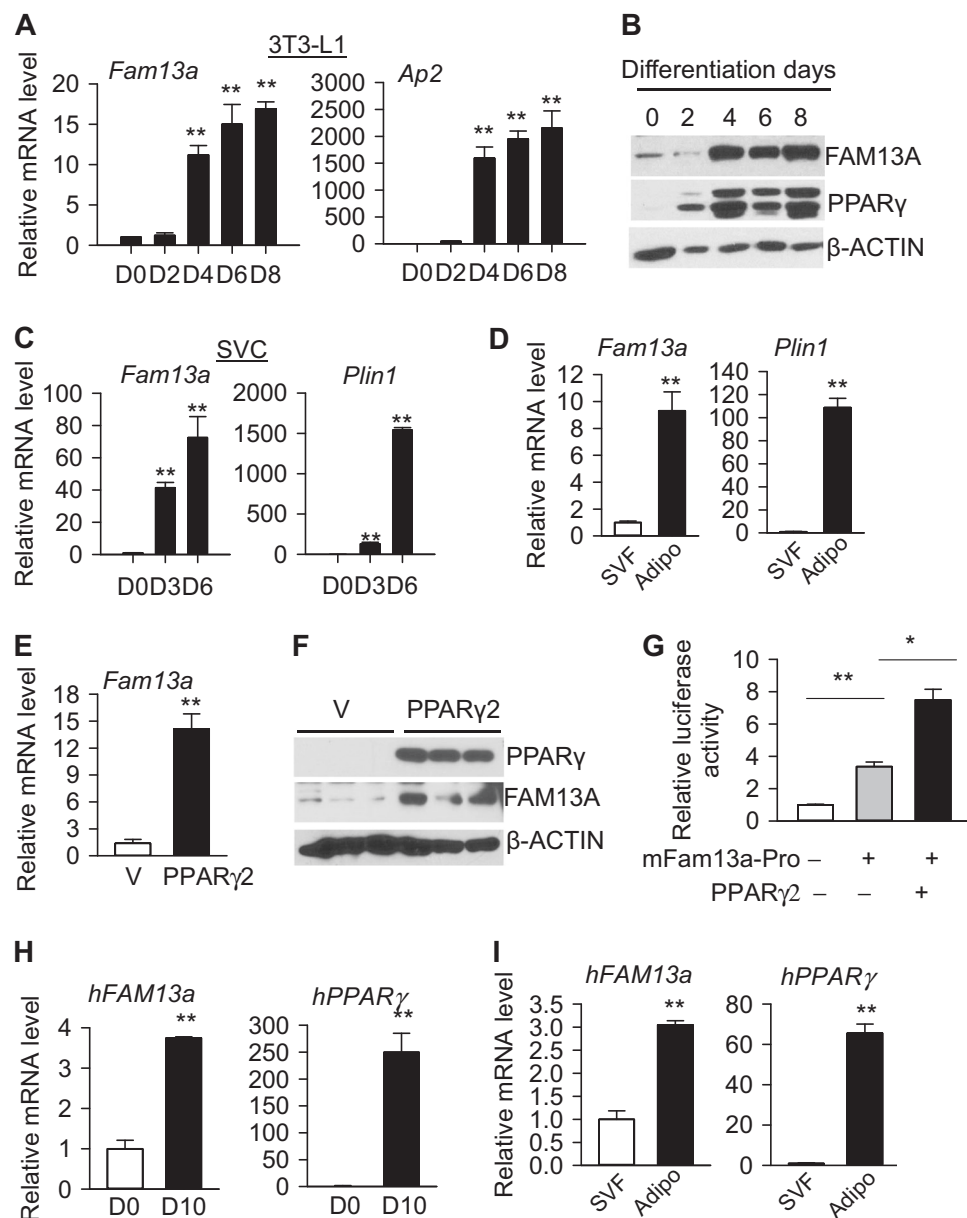 A
3T3-L1
Fam13a
Ap2
Relative mRNA level
20
15
10
5
0
** ** **
D0 D2 D4 D6 D8
3000
2500
2000
1500
1000
500
0
** ** **
D0 D2 D4 D6 D8
B
Differentiation days
0 2 4 6 8
FAM13A
PPARγ
β-ACTIN
C
SVC
Fam13a
Plin1
Relative mRNA level
100
80
60
40
20
0
** **
D0 D3 D6
2000
1500
1000
500
0
** **
D0 D3 D6
D
Fam13a
Plin1
Relative mRNA level
12
10
8
6
4
2
0
**
SVF Adipo
140
120
100
80
60
40
20
0
**
SVF Adipo
E
Fam13a
Relative mRNA level
18
15
12
9
6
3
0
**
V PPARγ2
F
V PPARγ2
PPARγ
FAM13A
β-ACTIN
G
Relative luciferase
activity
10
8
6
4
2
0
** *
mFam13a-Pro – + +
PPARγ2 – – +
H
hFAM13a
hPPARγ
Relative mRNA level
4
3
2
1
0
**
D0 D10
300
250
200
150
100
50
0
**
D0 D10
I
hFAM13a
hPPARγ
Relative mRNA level
3.5
3.0
2.5
2.0
1.5
1.0
0.5
0.0
**
SVF Adipo
80
60
40
20
0
**
SVF Adipo